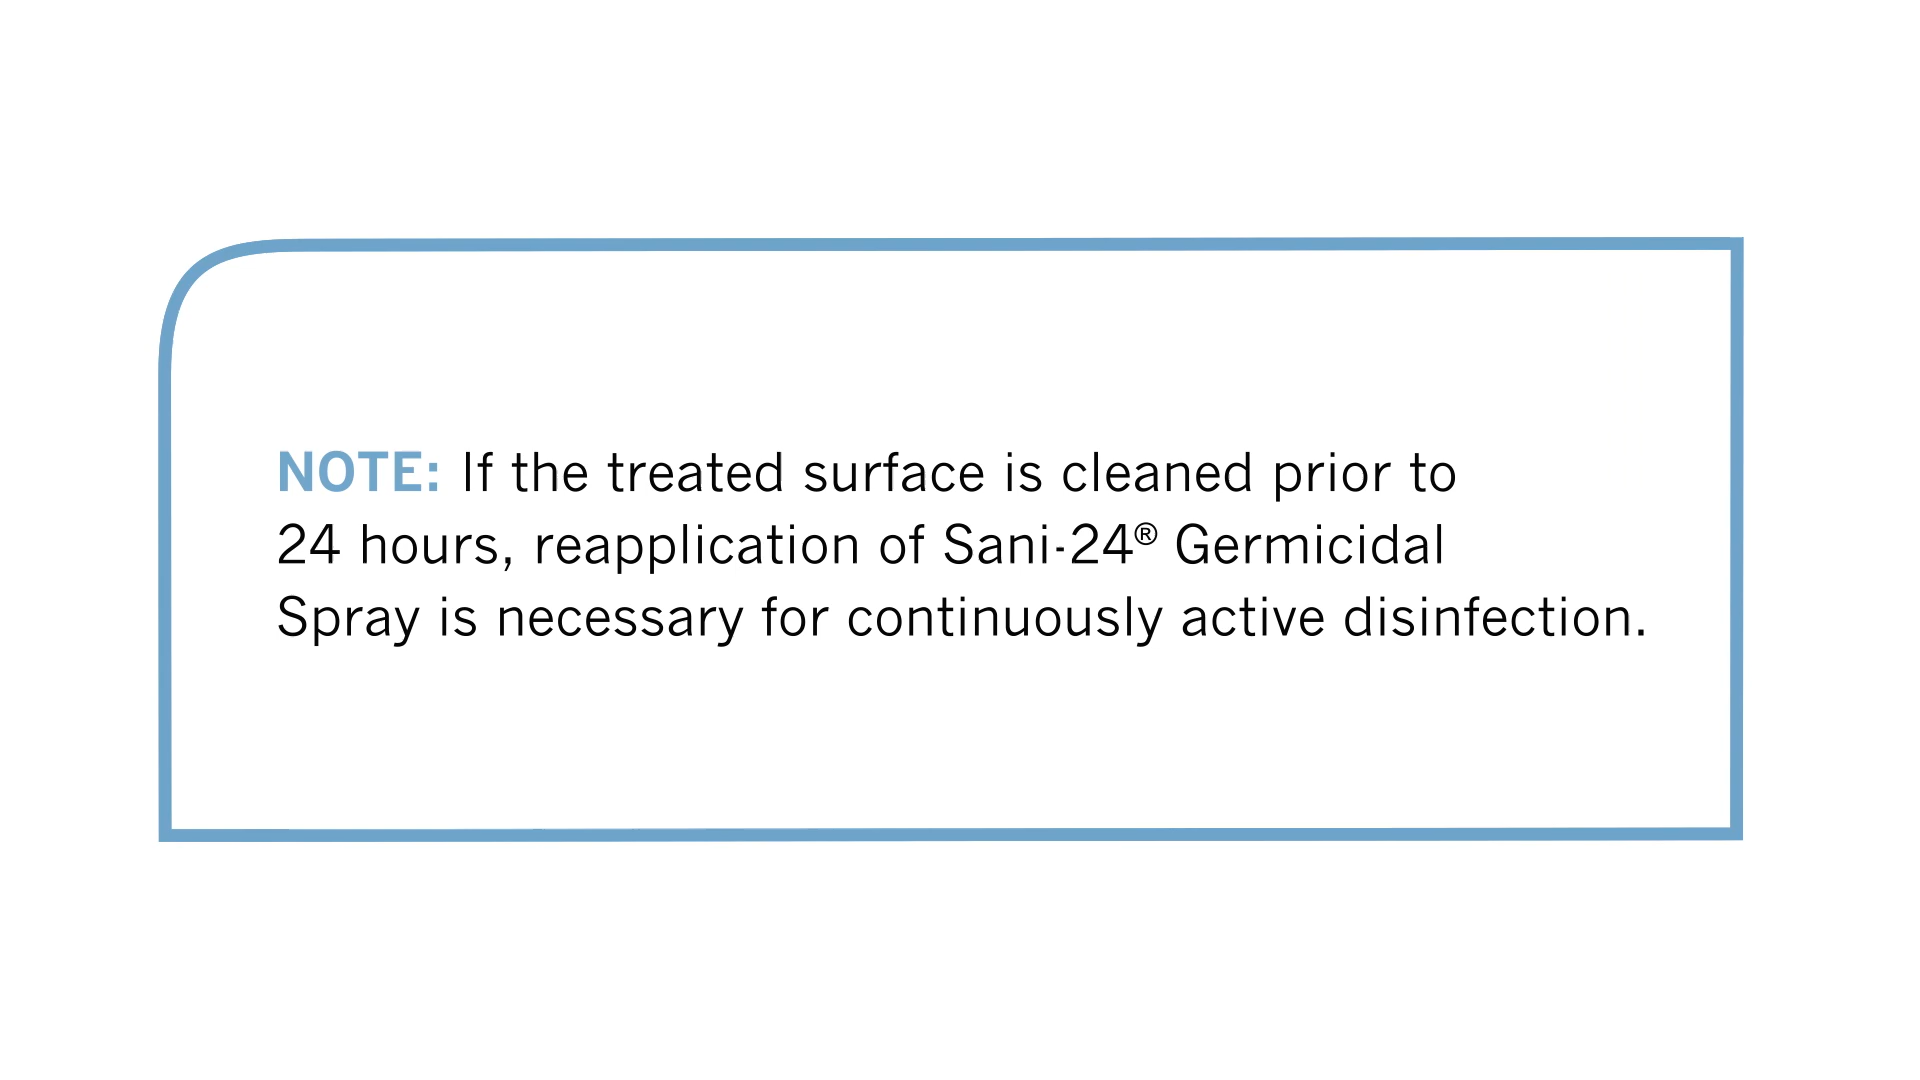 NOTE: If the treated surface is cleaned prior to
24 hours, reapplication of Sani-24® Germicidal
Spray is necessary for continuously active disinfection.